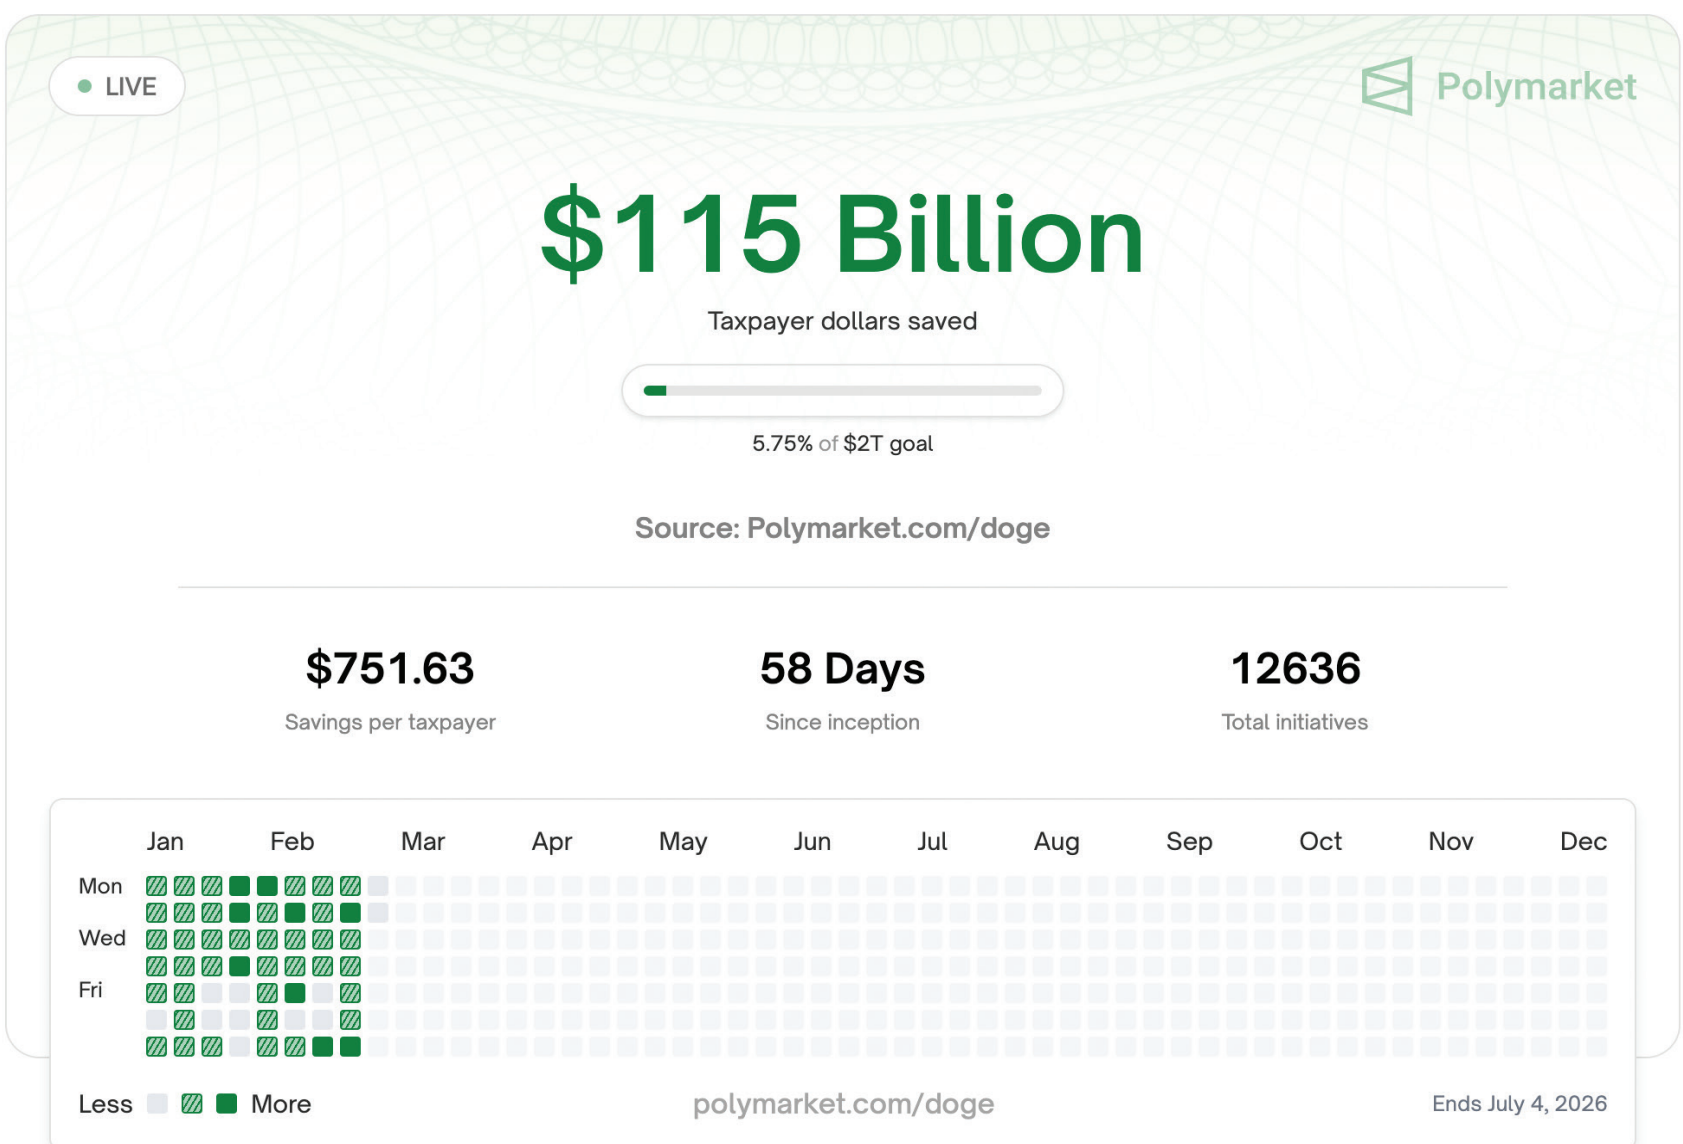 LIVE
Polymarket
$115 Billion
Taxpayer dollars saved
5.75% of $2T goal
Source: Polymarket.com/doge
$751.63
58 Days
12636
Savings per taxpayer
Since inception
Total initiatives
Jan Feb Mar Apr May Jun Jul Aug Sep Oct Nov Dec
Mon
Wed
Fri
Less More
polymarket.com/doge
Ends July 4, 2026